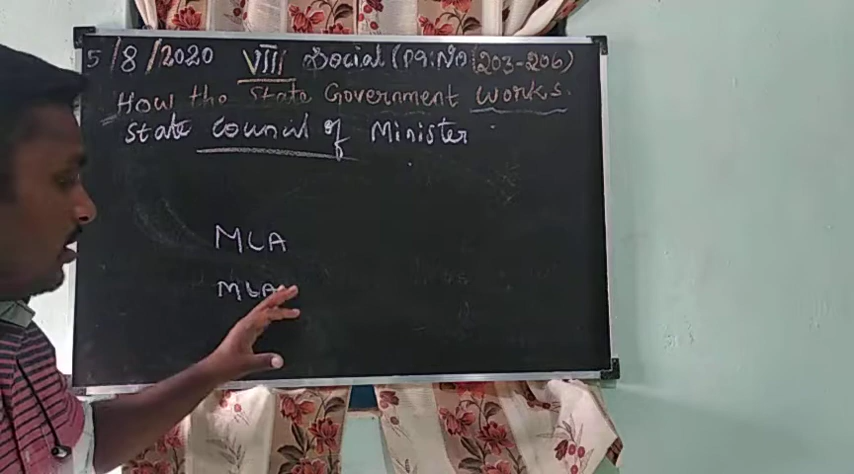 5/8/2020 VIII Social (Pg:No (203-206)
How the State Government works.
State Council of Minister
MLA
MLA